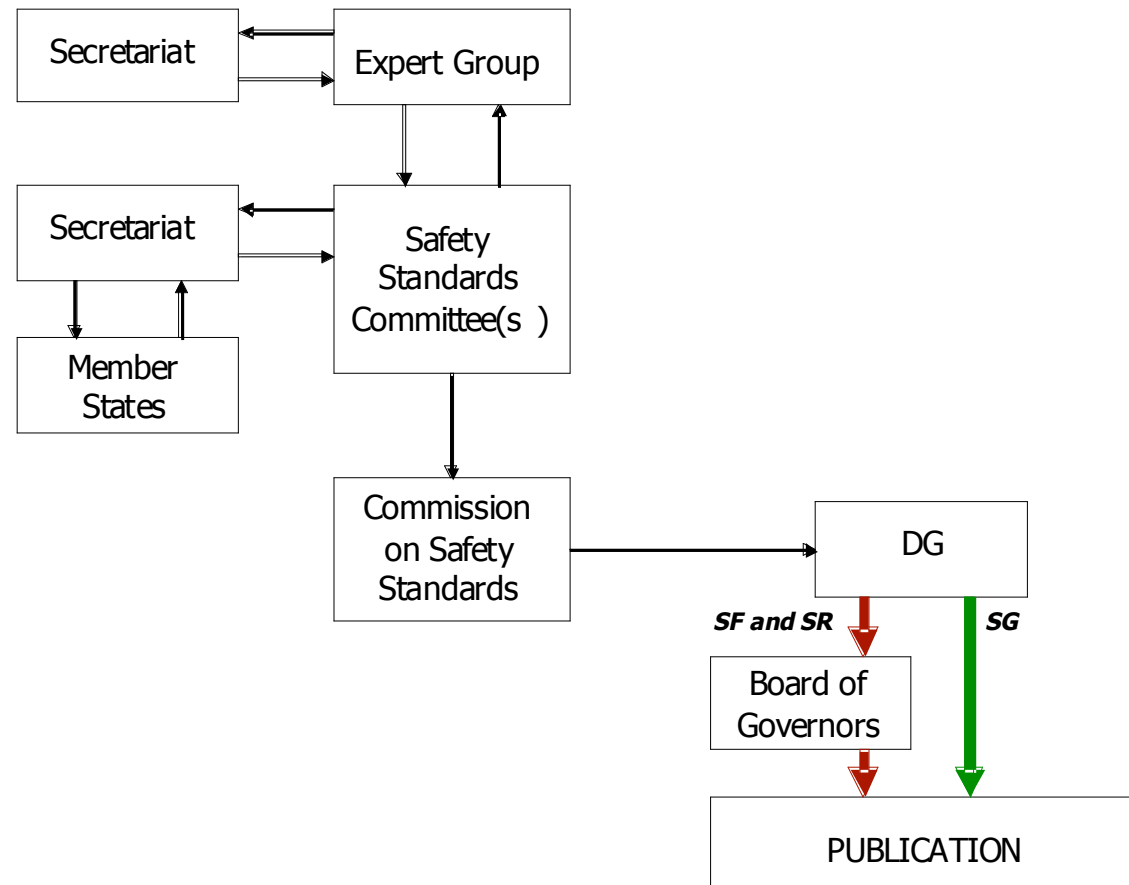 Secretariat
Expert Group
Secretariat
Safety
Standards
Committee(s )
Member
States
Commission
on Safety
Standards
DG
SF and SR
SG
Board of
Governors
PUBLICATION